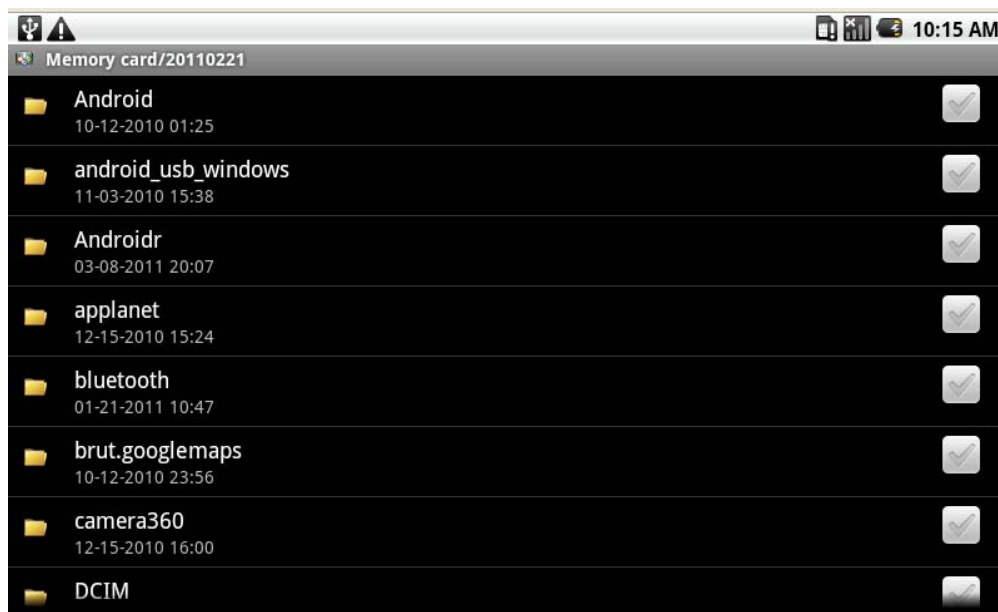 10:15 AM
Memory card/20110221
Android
10-12-2010 01:25
android_usb_windows
11-03-2010 15:38
Androidr
03-08-2011 20:07
applanet
12-15-2010 15:24
bluetooth
01-21-2011 10:47
brut.googlemaps
10-12-2010 23:56
camera360
12-15-2010 16:00
DCIM